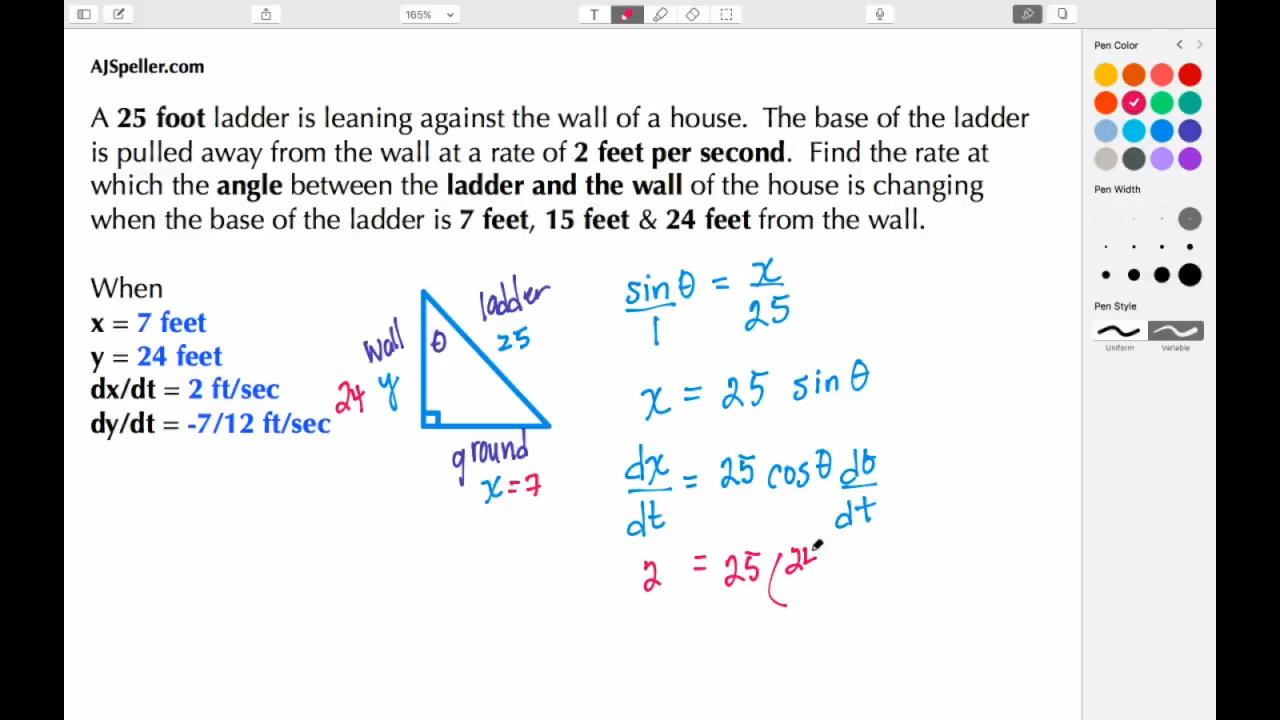 165%
T
Pen Color
AJSpeller.com
A 25 foot ladder is leaning against the wall of a house. The base of the ladder
is pulled away from the wall at a rate of 2 feet per second. Find the rate at
which the angle between the ladder and the wall of the house is changing
when the base of the ladder is 7 feet, 15 feet & 24 feet from the wall.
When
x = 7 feet
y = 24 feet
dx/dt = 2 ft/sec
dy/dt = -7/12 ft/sec
wall
ladder
25
θ
24 y
ground
x = 7
sinθ/1 = x/25
x = 25 sinθ
dx/dt = 25 cosθ dθ/dt
2 = 25 (24
Pen Width
Pen Style
Uniform
Variable